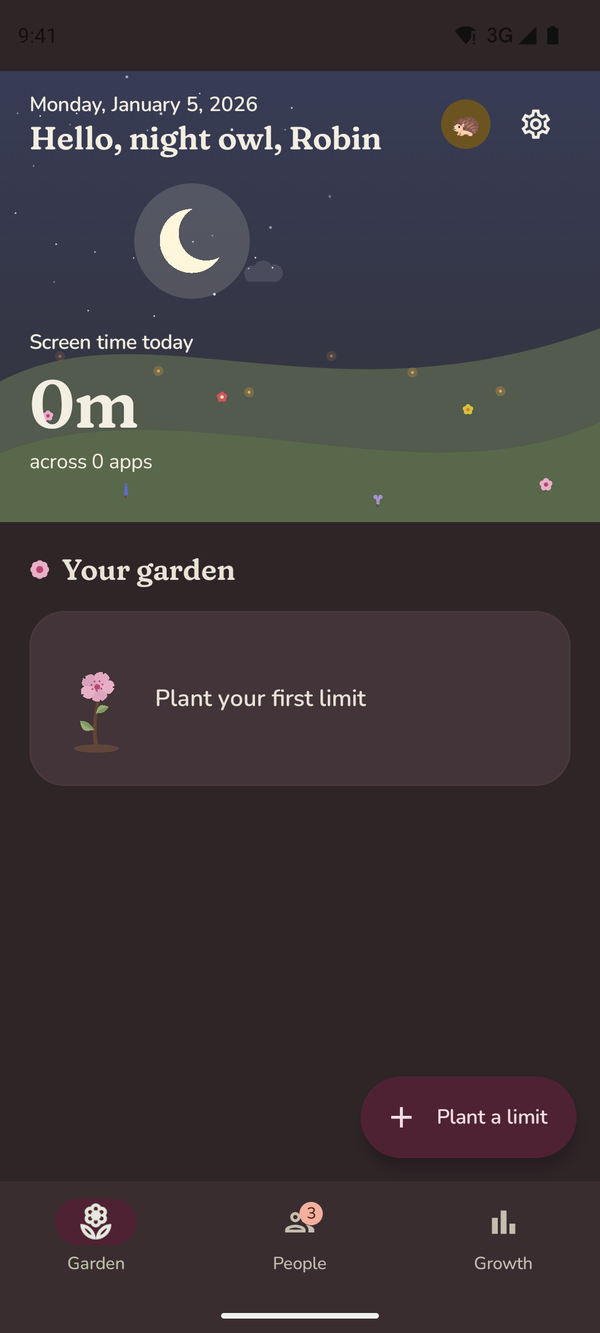 9:41
3G
Monday, January 5, 2026
Hello, night owl, Robin
Screen time today
0m
across 0 apps
Your garden
Plant your first limit
Plant a limit
3
Garden
People
Growth